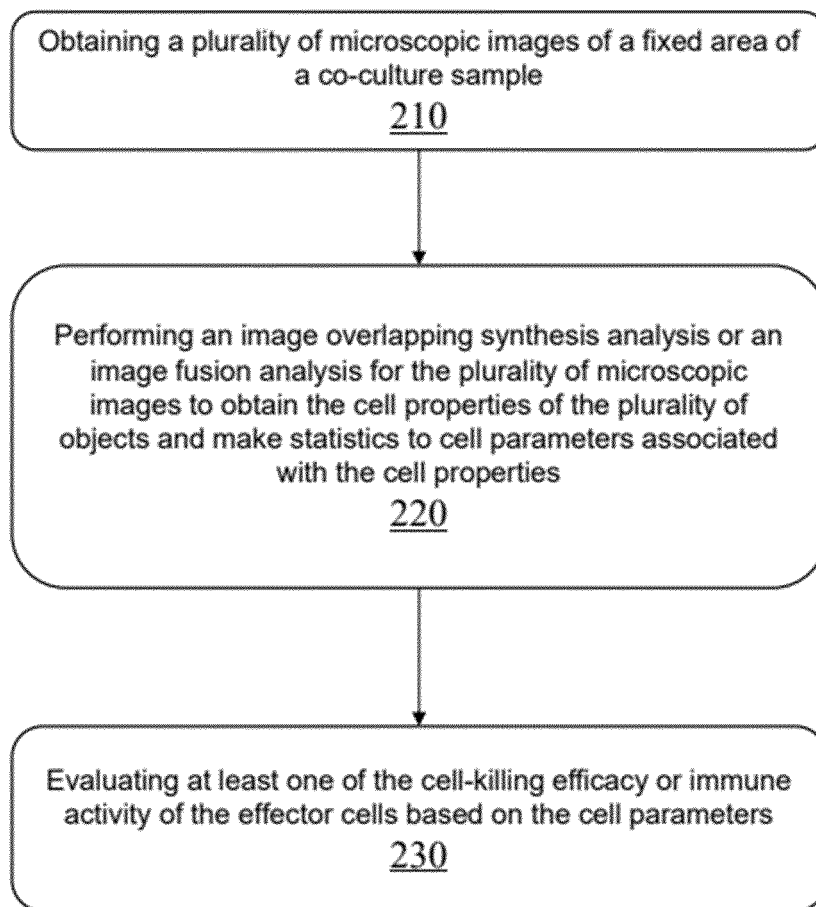 Obtaining a plurality of microscopic images of a fixed area of
a co-culture sample
210
Performing an image overlapping synthesis analysis or an
image fusion analysis for the plurality of microscopic
images to obtain the cell properties of the plurality of
objects and make statistics to cell parameters associated
with the cell properties
220
Evaluating at least one of the cell-killing efficacy or immune
activity of the effector cells based on the cell parameters
230